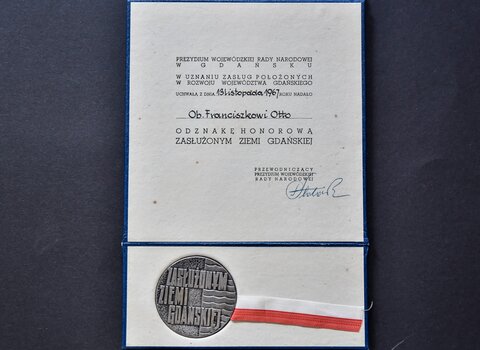 PREZYDIUM WOJEWÓDZKIEJ RADY NARODOWEJ
W GDAŃSKU
W UZNANIU ZASŁUG POŁOŻONYCH
W ROZWOJU WOJEWÓDZTWA GDAŃSKIEGO
UCHWAŁĄ Z DNIA 13 listopada 1967 ROKU NADAŁO
Ob. Franciszkowi Otto
ODZNAKĘ HONOROWĄ
ZASŁUŻONYM ZIEMI GDAŃSKIEJ
PRZEWODNICZĄCY
PREZYDIUM WOJEWÓDZKIEJ
RADY NARODOWEJ
ZASŁUŻONYM
ZIEMI
GDAŃSKIEJ